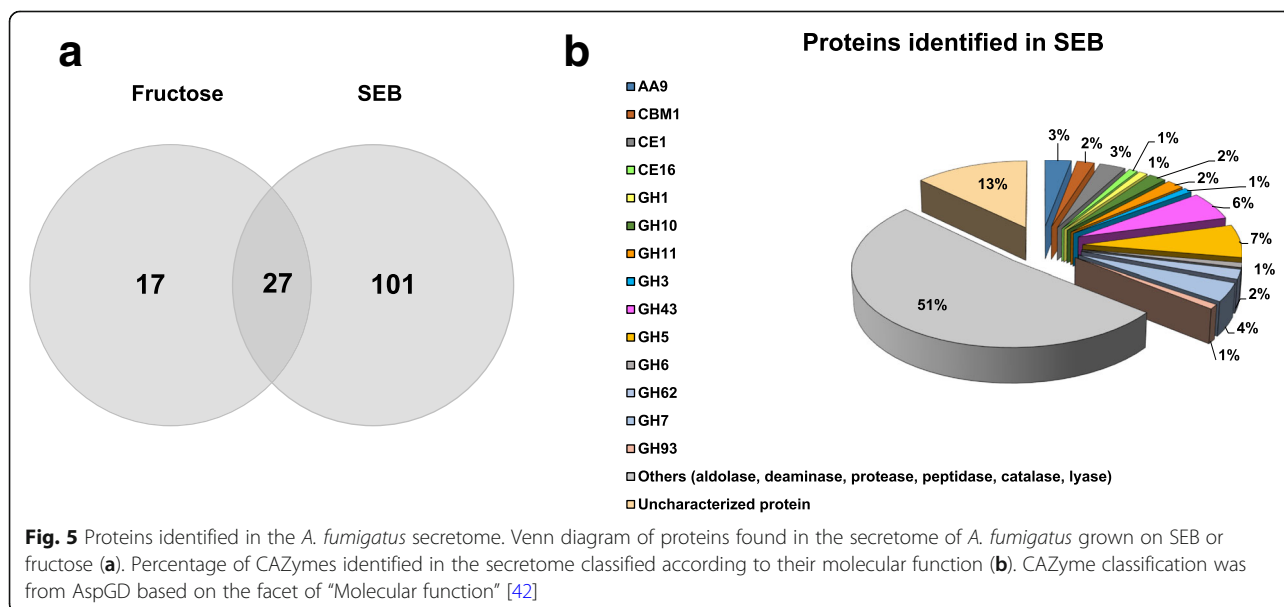 a
Fructose
SEB
17
27
101
b
Proteins identified in SEB
AA9
CBM1
CE1
CE16
GH1
GH10
GH11
GH3
GH43
GH5
GH6
GH62
GH7
GH93
Others (aldolase, deaminase, protease, peptidase, catalase, lyase)
Uncharacterized protein
3%
2%
3%
1%
1%
2%
2%
1%
6%
7%
1%
2%
4%
1%
51%
13%
Fig. 5 Proteins identified in the A. fumigatus secretome. Venn diagram of proteins found in the secretome of A. fumigatus grown on SEB or
fructose (a). Percentage of CAZymes identified in the secretome classified according to their molecular function (b). CAZyme classification was
from AspGD based on the facet of “Molecular function” [42]